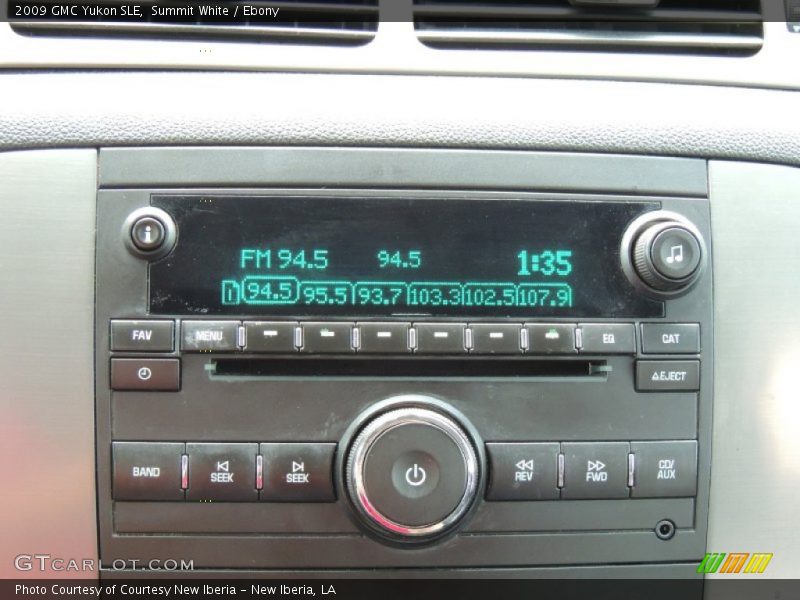 2009 GMC Yukon SLE, Summit White / Ebony
FM 94.5 94.5 1:35
1 94.5 95.5 93.7 103.3 102.5 107.9
FAV MENU EQ CAT
EJECT
BAND SEEK SEEK REV FWD CD/
AUX
GTCARLOT.COM
Photo Courtesy of Courtesy New Iberia - New Iberia, LA